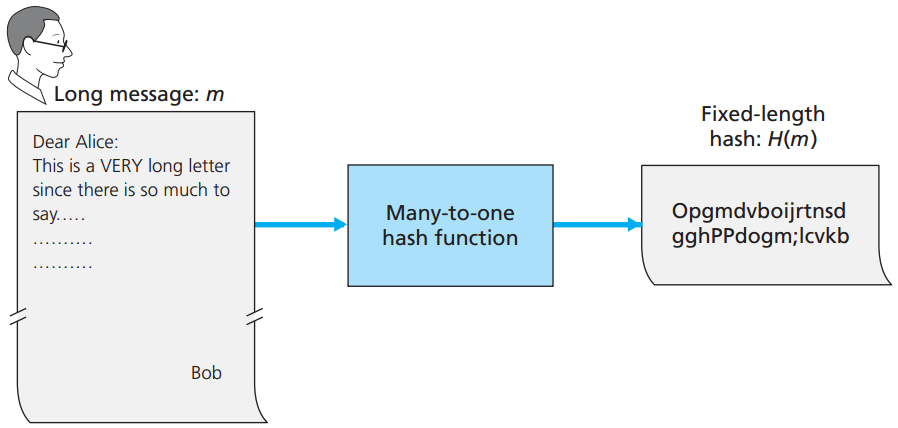 Long message: m
Dear Alice:
This is a VERY long letter
since there is so much to
say.....
..........
..........
Bob
Many-to-one
hash function
Fixed-length
hash: H(m)
Opgmdvboijrtnsd
gghPPdogm;lcvkb